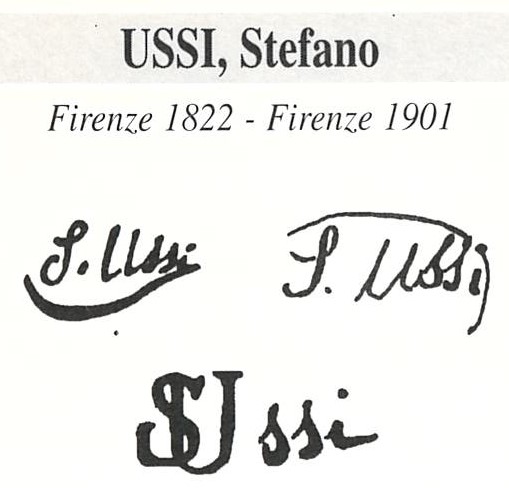 USSI, Stefano
Firenze 1822 - Firenze 1901
S. Ussi
S. Ussi
SUssi